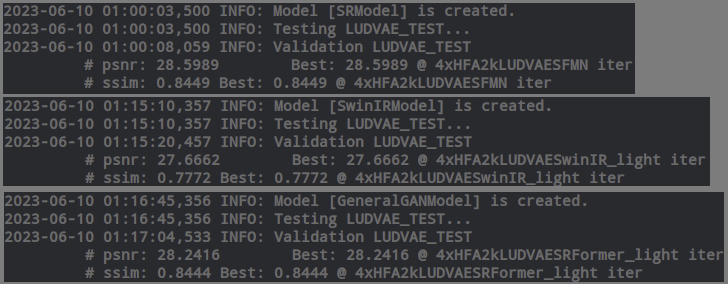 2023-06-10 01:00:03,500 INFO: Model [SRModel] is created.
2023-06-10 01:00:03,500 INFO: Testing LUDVAE_TEST...
2023-06-10 01:00:08,059 INFO: Validation LUDVAE_TEST
# psnr: 28.5989 Best: 28.5989 @ 4xHFA2kLUDVAESFMN iter
# ssim: 0.8449 Best: 0.8449 @ 4xHFA2kLUDVAESFMN iter
2023-06-10 01:15:10,357 INFO: Model [SwinIRModel] is created.
2023-06-10 01:15:10,357 INFO: Testing LUDVAE_TEST...
2023-06-10 01:15:20,457 INFO: Validation LUDVAE_TEST
# psnr: 27.6662 Best: 27.6662 @ 4xHFA2kLUDVAESwinIR_light iter
# ssim: 0.7772 Best: 0.7772 @ 4xHFA2kLUDVAESwinIR_light iter
2023-06-10 01:16:45,356 INFO: Model [GeneralGANModel] is created.
2023-06-10 01:16:45,356 INFO: Testing LUDVAE_TEST...
2023-06-10 01:17:04,533 INFO: Validation LUDVAE_TEST
# psnr: 28.2416 Best: 28.2416 @ 4xHFA2kLUDVAESRFormer_light iter
# ssim: 0.8444 Best: 0.8444 @ 4xHFA2kLUDVAESRFormer_light iter